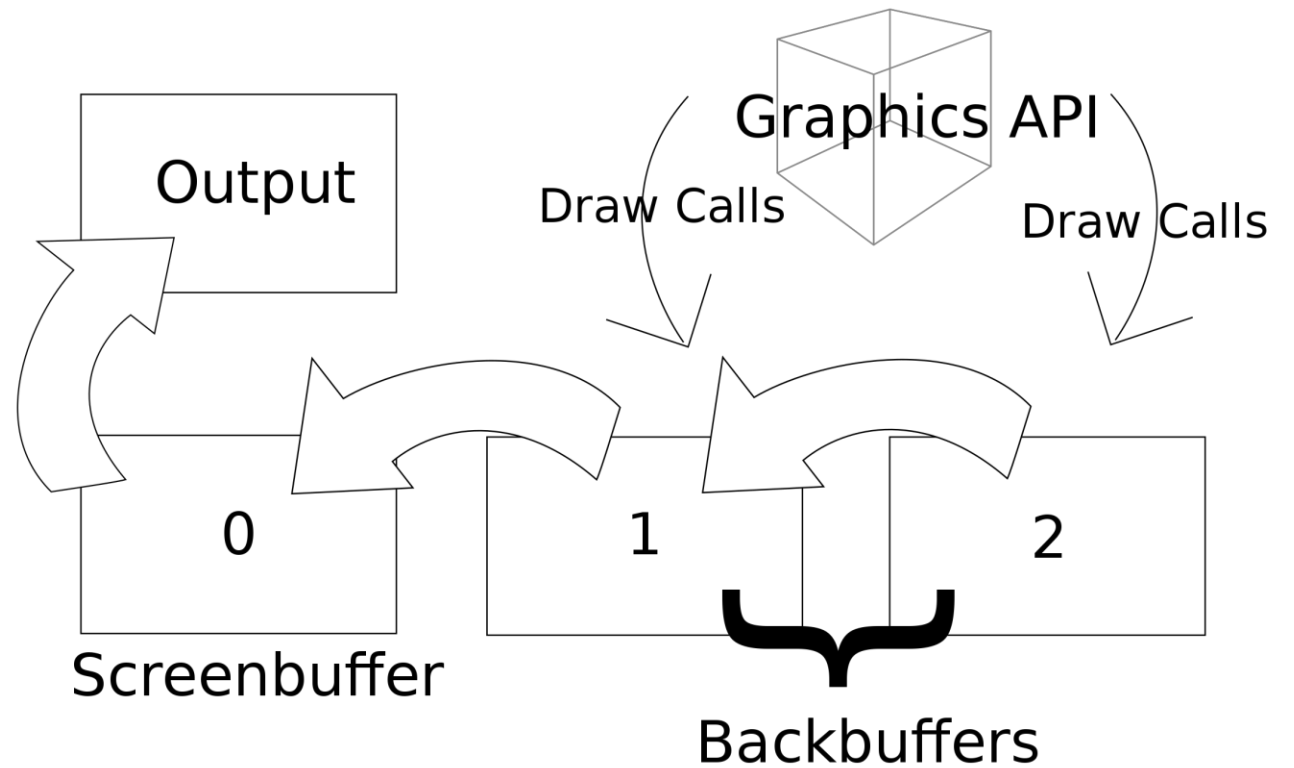 Graphics API
Output
Draw Calls
Draw Calls
0
1
2
Screenbuffer
Backbuffers